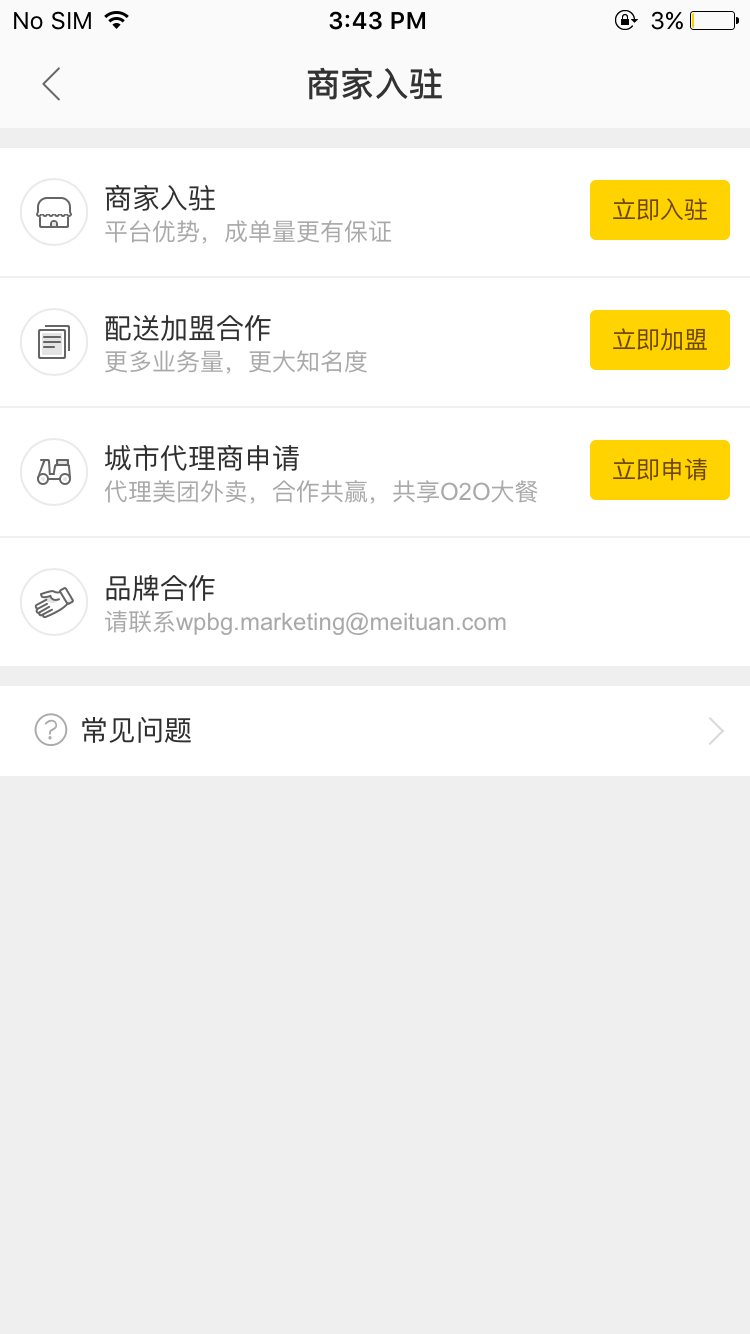 No SIM 3:43 PM 3%
商家入驻
商家入驻
平台优势，成单量更有保证
立即入驻
配送加盟合作
更多业务量，更大知名度
立即加盟
城市代理商申请
代理美团外卖，合作共赢，共享O2O大餐
立即申请
品牌合作
请联系wpbg.marketing@meituan.com
? 常见问题